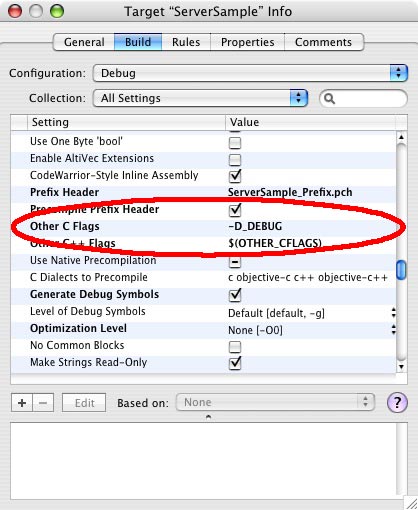 Target “ServerSample” Info
General Build Rules Properties Comments
Configuration: Debug
Collection: All Settings
Setting Value
Use One Byte 'bool'
Enable AltiVec Extensions
CodeWarrior-Style Inline Assembly
Prefix Header ServerSample_Prefix.pch
Precompile Prefix Header
Other C Flags -D_DEBUG
Other C++ Flags $(OTHER_CFLAGS)
Use Native Precompilation
C Dialects to Precompile c objective-c c++ objective-c++
Generate Debug Symbols
Level of Debug Symbols Default [default, -g]
Optimization Level None [-O0]
No Common Blocks
Make Strings Read-Only
+ − Edit Based on: None ?